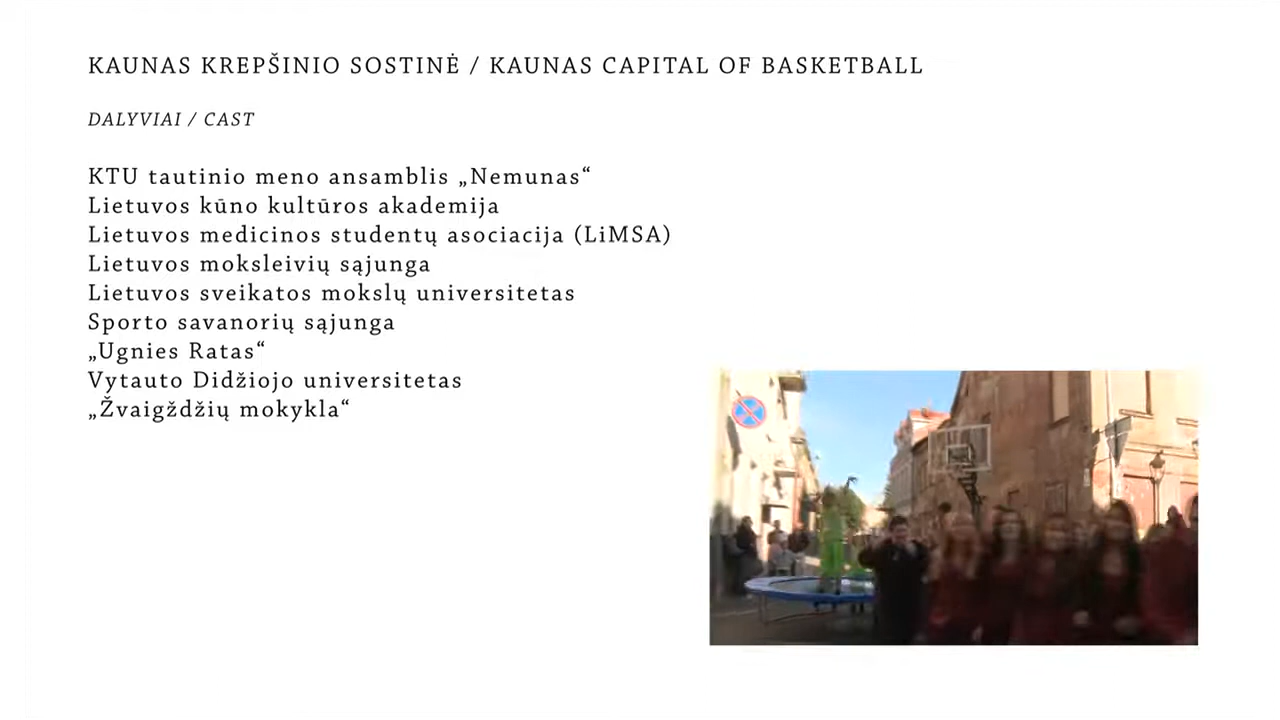 KAUNAS KREPŠINIO SOSTINĖ / KAUNAS CAPITAL OF BASKETBALL
DALYVIAI / CAST
KTU tautinio meno ansamblis „Nemunas“
Lietuvos kūno kultūros akademija
Lietuvos medicinos studentų asociacija (LiMSA)
Lietuvos moksleivių sąjunga
Lietuvos sveikatos mokslų universitetas
Sporto savanorių sąjunga
„Ugnies Ratas“
Vytauto Didžiojo universitetas
„Žvaigždžių mokykla“